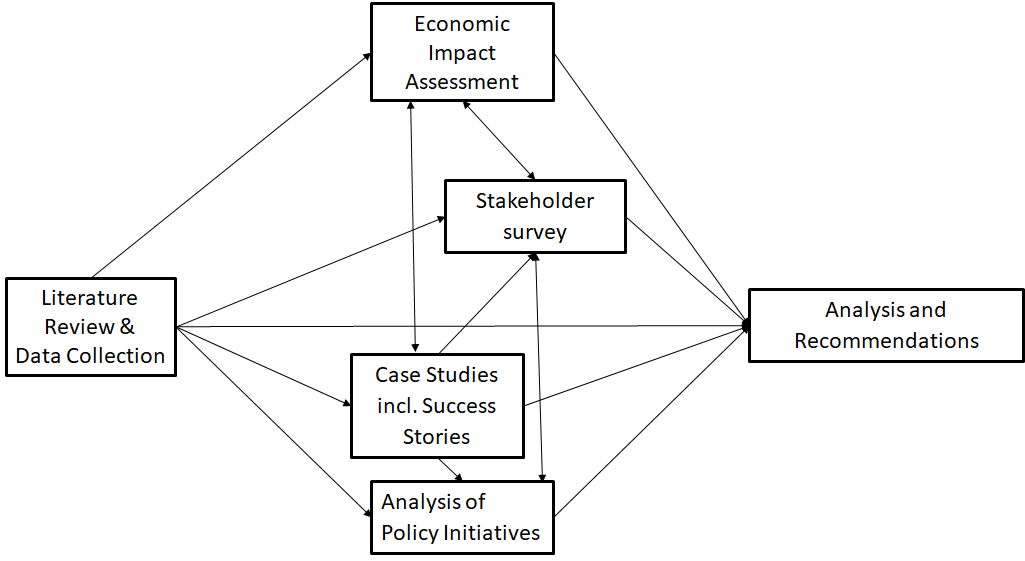 Economic
Impact
Assessment
Stakeholder
survey
Literature
Review &
Data Collection
Analysis and
Recommendations
Case Studies
incl. Success
Stories
Analysis of
Policy Initiatives